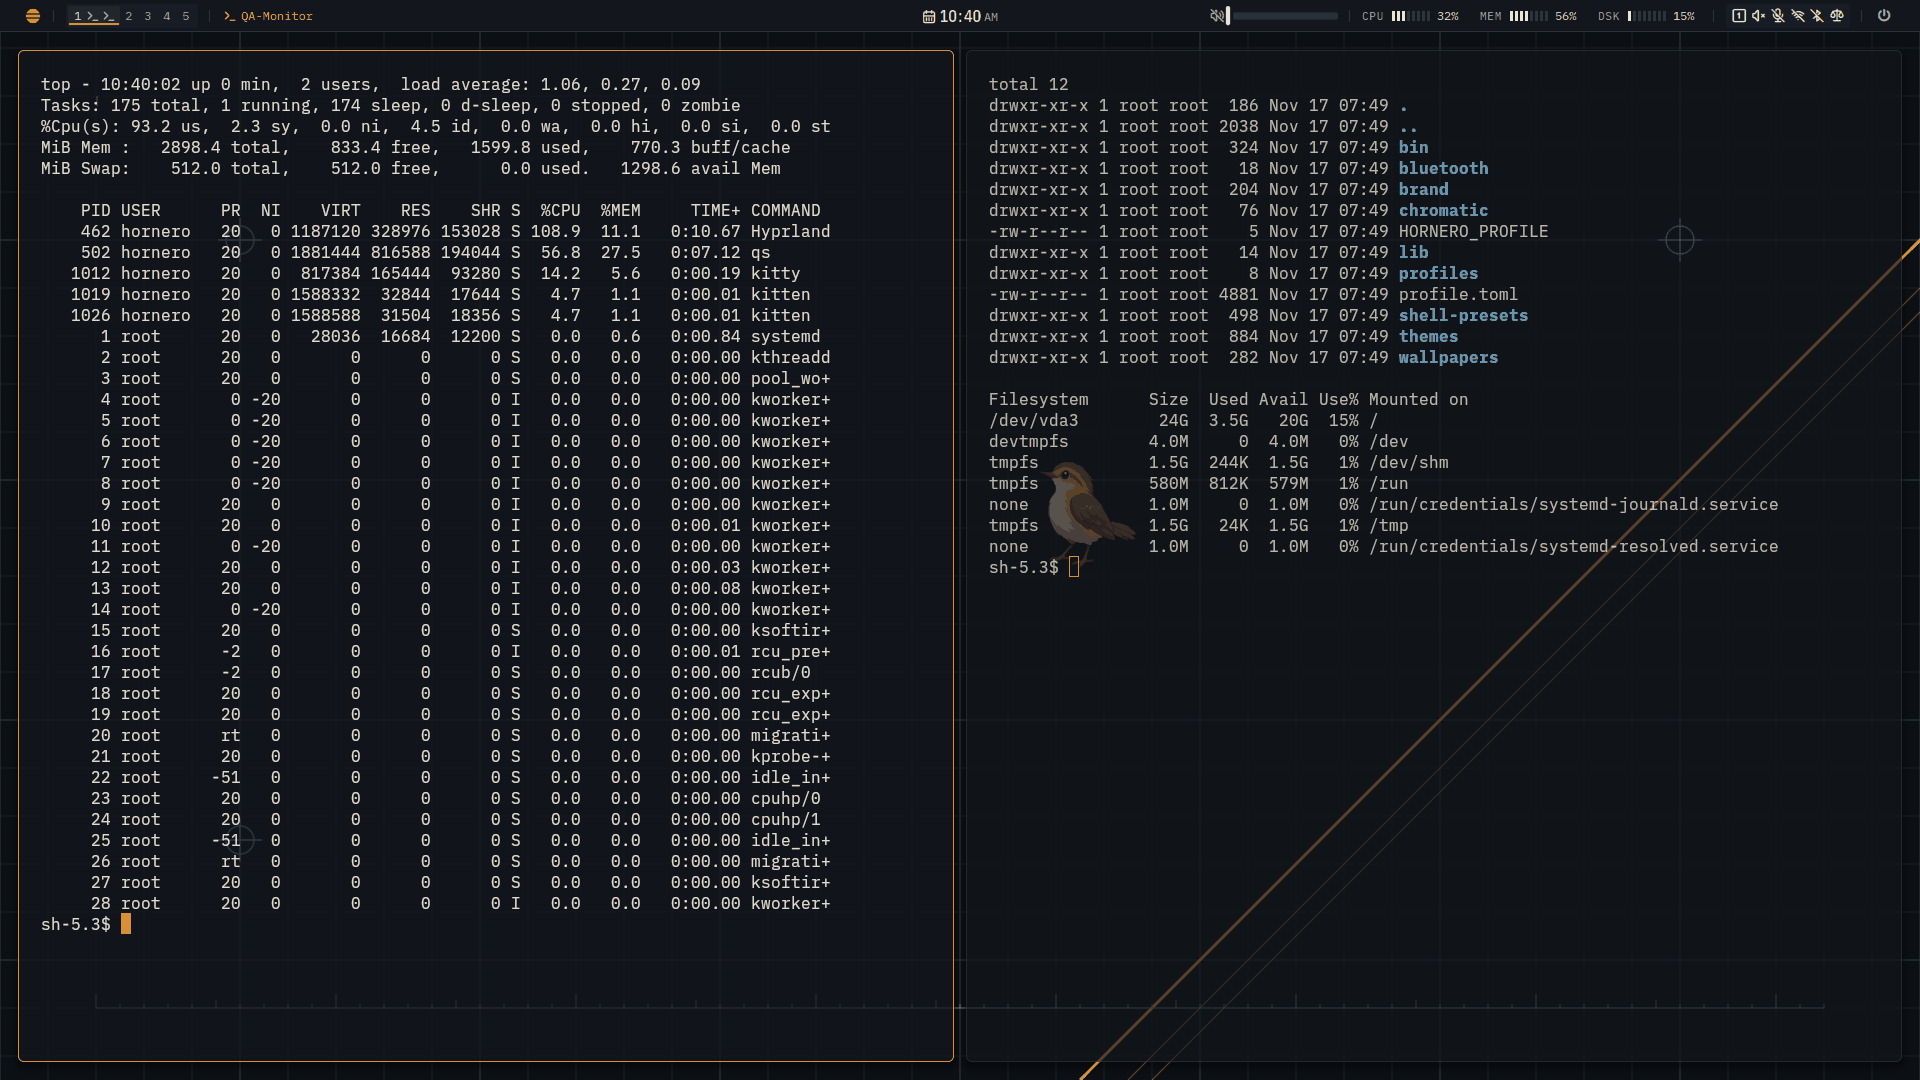 1 2 3 4 5 QA-Monitor 10:40 AM CPU 32% MEM 56% DSK 15% 1
top - 10:40:02 up 0 min,  2 users,  load average: 1.06, 0.27, 0.09
Tasks: 175 total, 1 running, 174 sleep, 0 d-sleep, 0 stopped, 0 zombie
%Cpu(s): 93.2 us,  2.3 sy,  0.0 ni,  4.5 id,  0.0 wa,  0.0 hi,  0.0 si,  0.0 st
MiB Mem :   2898.4 total,    833.4 free,   1599.8 used,    770.3 buff/cache
MiB Swap:    512.0 total,    512.0 free,      0.0 used.   1298.6 avail Mem
PID USER PR NI VIRT RES SHR S %CPU %MEM TIME+ COMMAND
462 hornero 20 0 1187120 328976 153028 S 108.9 11.1 0:10.67 Hyprland
502 hornero 20 0 1881444 816588 194044 S 56.8 27.5 0:07.12 qs
1012 hornero 20 0 817384 165444 93280 S 14.2 5.6 0:00.19 kitty
1019 hornero 20 0 1588332 32844 17644 S 4.7 1.1 0:00.01 kitten
1026 hornero 20 0 1588588 31504 18356 S 4.7 1.1 0:00.01 kitten
1 root 20 0 28036 16684 12200 S 0.0 0.6 0:00.84 systemd
2 root 20 0 0 0 0 S 0.0 0.0 0:00.00 kthreadd
3 root 20 0 0 0 0 S 0.0 0.0 0:00.00 pool_wo+
4 root 0 -20 0 0 0 I 0.0 0.0 0:00.00 kworker+
5 root 0 -20 0 0 0 I 0.0 0.0 0:00.00 kworker+
6 root 0 -20 0 0 0 I 0.0 0.0 0:00.00 kworker+
7 root 0 -20 0 0 0 I 0.0 0.0 0:00.00 kworker+
8 root 0 -20 0 0 0 I 0.0 0.0 0:00.00 kworker+
9 root 20 0 0 0 0 I 0.0 0.0 0:00.00 kworker+
10 root 20 0 0 0 0 I 0.0 0.0 0:00.01 kworker+
11 root 0 -20 0 0 0 I 0.0 0.0 0:00.00 kworker+
12 root 20 0 0 0 0 I 0.0 0.0 0:00.03 kworker+
13 root 20 0 0 0 0 I 0.0 0.0 0:00.08 kworker+
14 root 0 -20 0 0 0 I 0.0 0.0 0:00.00 kworker+
15 root 20 0 0 0 0 S 0.0 0.0 0:00.00 ksoftir+
16 root -2 0 0 0 0 I 0.0 0.0 0:00.01 rcu_pre+
17 root -2 0 0 0 0 S 0.0 0.0 0:00.00 rcub/0
18 root 20 0 0 0 0 S 0.0 0.0 0:00.00 rcu_exp+
19 root 20 0 0 0 0 S 0.0 0.0 0:00.00 rcu_exp+
20 root rt 0 0 0 0 S 0.0 0.0 0:00.00 migrati+
21 root 20 0 0 0 0 S 0.0 0.0 0:00.00 kprobe-+
22 root -51 0 0 0 0 S 0.0 0.0 0:00.00 idle_in+
23 root 20 0 0 0 0 S 0.0 0.0 0:00.00 cpuhp/0
24 root 20 0 0 0 0 S 0.0 0.0 0:00.00 cpuhp/1
25 root -51 0 0 0 0 S 0.0 0.0 0:00.00 idle_in+
26 root rt 0 0 0 0 S 0.0 0.0 0:00.00 migrati+
27 root 20 0 0 0 0 S 0.0 0.0 0:00.00 ksoftir+
28 root 20 0 0 0 0 I 0.0 0.0 0:00.00 kworker+
sh-5.3$
total 12
drwxr-xr-x 1 root root  186 Nov 17 07:49 .
drwxr-xr-x 1 root root 2038 Nov 17 07:49 ..
drwxr-xr-x 1 root root  324 Nov 17 07:49 bin
drwxr-xr-x 1 root root   18 Nov 17 07:49 bluetooth
drwxr-xr-x 1 root root  204 Nov 17 07:49 brand
drwxr-xr-x 1 root root   76 Nov 17 07:49 chromatic
-rw-r--r-- 1 root root    5 Nov 17 07:49 HORNERO_PROFILE
drwxr-xr-x 1 root root   14 Nov 17 07:49 lib
drwxr-xr-x 1 root root    8 Nov 17 07:49 profiles
-rw-r--r-- 1 root root 4881 Nov 17 07:49 profile.toml
drwxr-xr-x 1 root root  498 Nov 17 07:49 shell-presets
drwxr-xr-x 1 root root  884 Nov 17 07:49 themes
drwxr-xr-x 1 root root  282 Nov 17 07:49 wallpapers
Filesystem      Size  Used Avail Use% Mounted on
/dev/vda3        24G  3.5G   20G  15% /
devtmpfs        4.0M     0  4.0M   0% /dev
tmpfs           1.5G  244K  1.5G   1% /dev/shm
tmpfs           580M  812K  579M   1% /run
none            1.0M     0  1.0M   0% /run/credentials/systemd-journald.service
tmpfs           1.5G   24K  1.5G   1% /tmp
none            1.0M     0  1.0M   0% /run/credentials/systemd-resolved.service
sh-5.3$